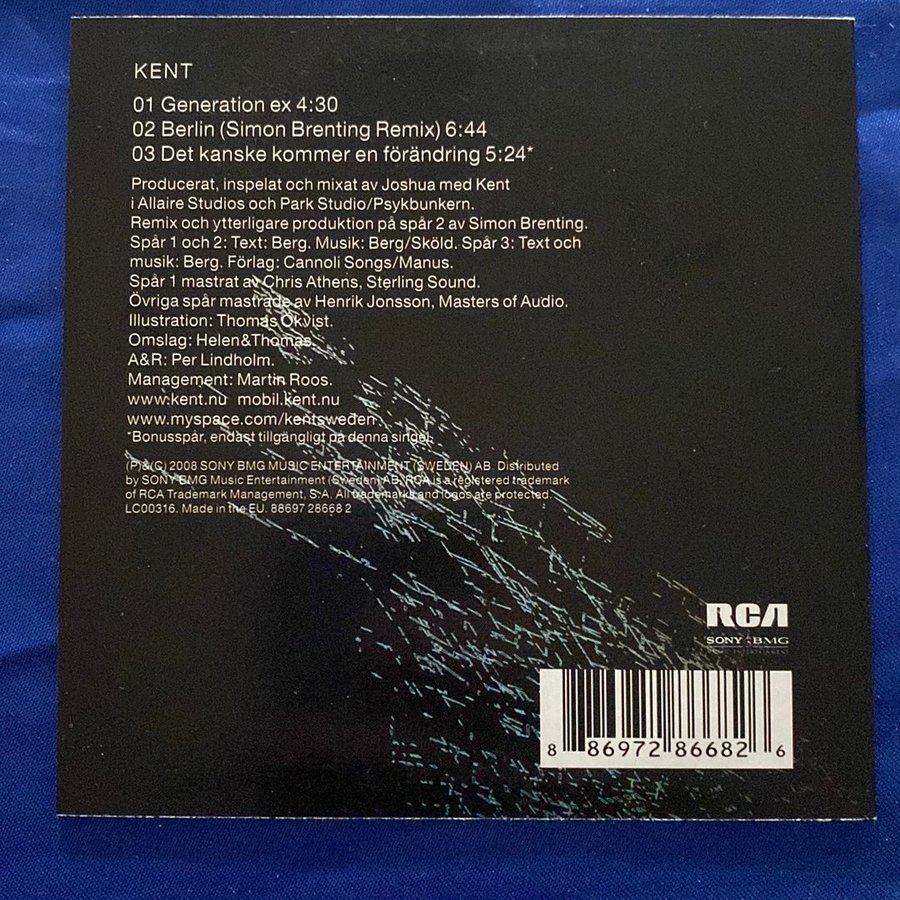 KENT
01 Generation ex 4:30
02 Berlin (Simon Brenting Remix) 6:44
03 Det kanske kommer en förändring 5:24*
Producerat, inspelat och mixat av Joshua med Kent
i Allaire Studios och Park Studio/Psykbunkern.
Remix och ytterligare produktion på spår 2 av Simon Brenting.
Spår 1 och 2: Text: Berg. Musik: Berg/Sköld. Spår 3: Text och
musik: Berg. Förlag: Cannoli Songs/Manus.
Spår 1 mastrat av Chris Athens, Sterling Sound.
Övriga spår mastrade av Henrik Jonsson, Masters of Audio.
Illustration: Thomas Ökvist.
Omslag: Helen&Thomas.
A&R: Per Lindholm.
Management: Martin Roos.
www.kent.nu mobil.kent.nu
www.myspace.com/kentsweden
*Bonusspår, endast tillgängligt på denna singel.
(P)&(C) 2008 SONY BMG MUSIC ENTERTAINMENT (SWEDEN) AB. Distributed
by SONY BMG Music Entertainment (Sweden) AB, RCA is a registered trademark
of RCA Trademark Management, S.A. All trademarks and logos are protected.
LC00316. Made in the EU. 88697 28668 2
RCA
SONY BMG
8 86972 86682 6